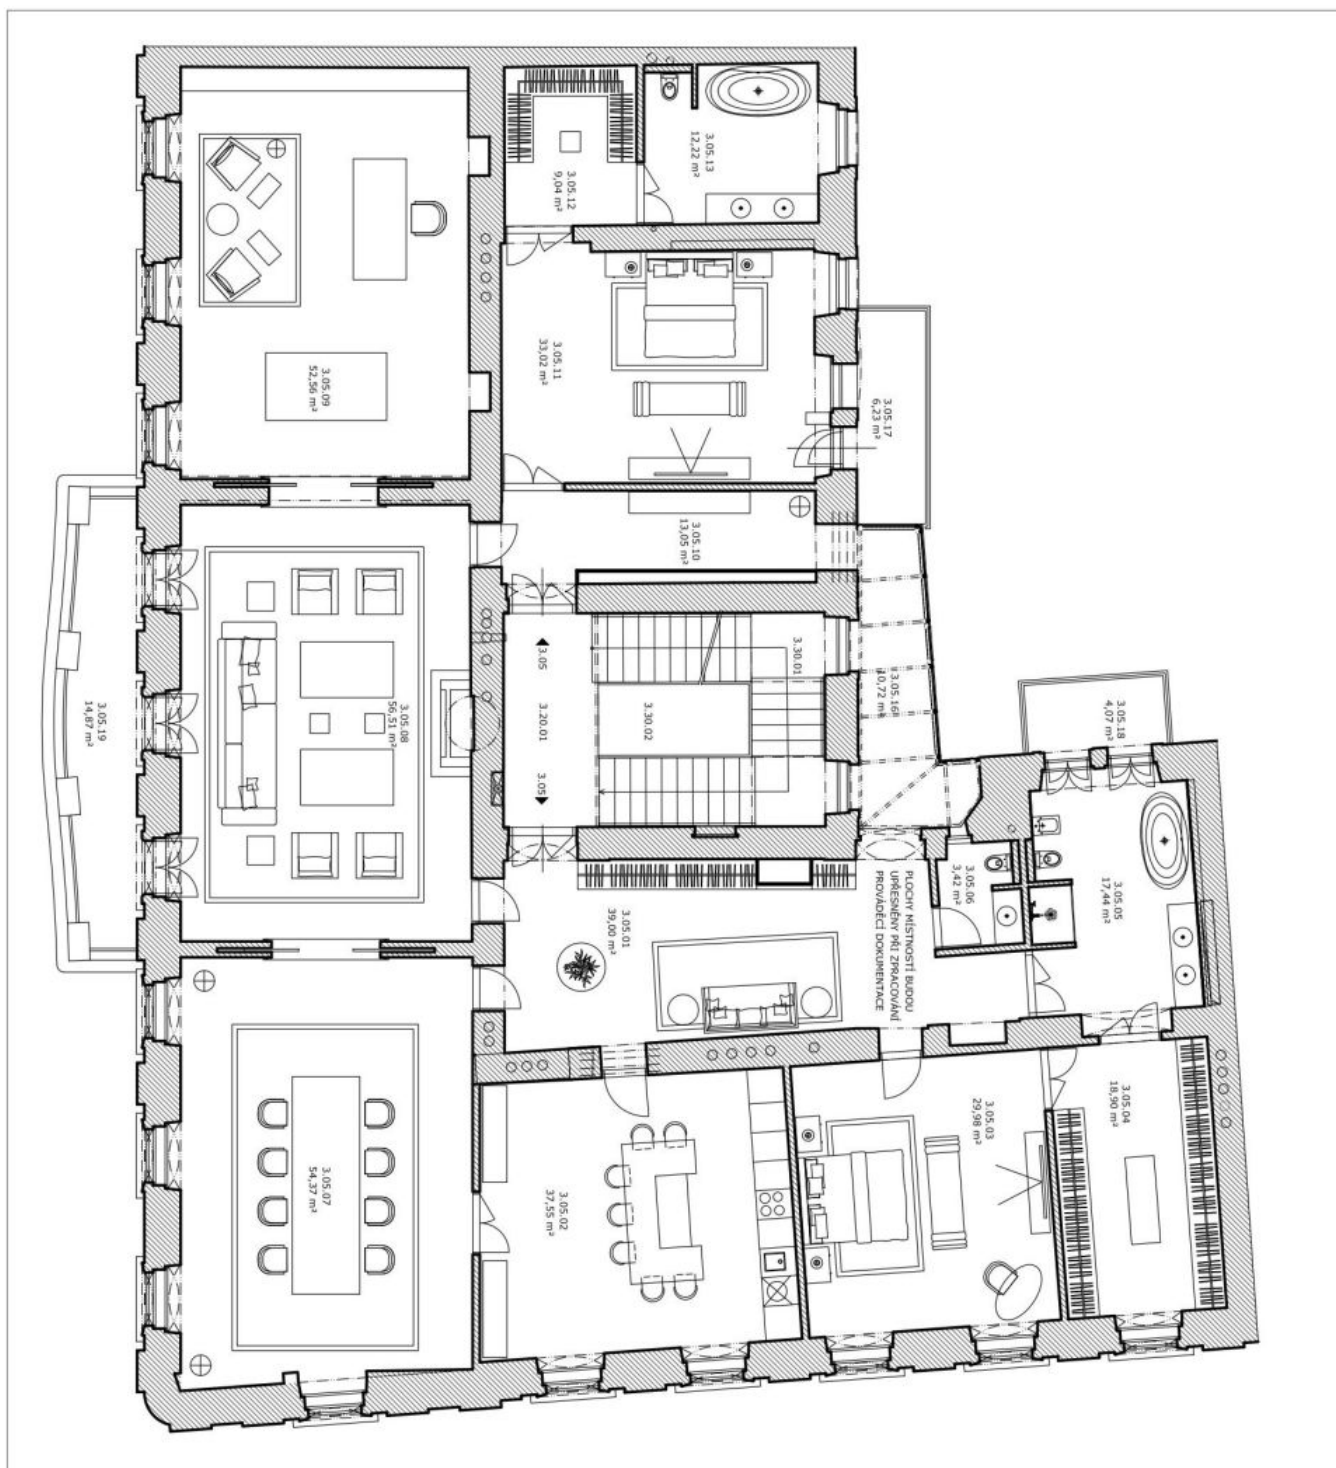 3.05.13
12,22 m²
3.05.12
9,04 m²
3.05.11
33,02 m²
3.05.09
52,56 m²
3.05.17
6,23 m²
3.05.10
13,05 m²
3.05
3.20.01
3.05
3.30.01
3.30.02
3.05.16
10,72 m²
3.05.18
4,07 m²
3.05.19
14,87 m²
3.05.08
56,51 m²
3.05.06
3,42 m²
3.05.05
17,44 m²
3.05.01
39,00 m²
PLOCHY MÍSTNOSTÍ BUDOU
UPŘESNĚNY PŘI ZPRACOVÁNÍ
PROVÁDĚCÍ DOKUMENTACE
3.05.04
18,90 m²
3.05.03
29,98 m²
3.05.07
54,37 m²
3.05.02
37,55 m²